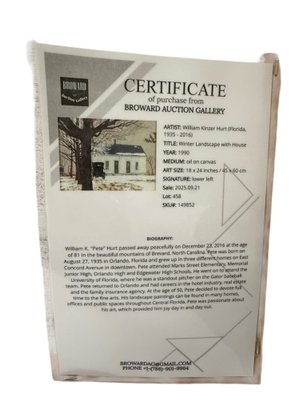 BROWARD
Auction Gallery
CERTIFICATE
of purchase from
BROWARD AUCTION GALLERY
ARTIST: William Kinzer Hurt (Florida,
1935 - 2016)
TITLE: Winter Landscape with House
YEAR: 1990
MEDIUM: oil on canvas
ART SIZE: 18 x 24 inches / 45 x 60 cm
SIGNATURE: lower left
Sale: 2025.09.21
Lot: 458
SKU#: 149852
BIOGRAPHY:
William K. "Pete" Hurt passed away peacefully on December 23, 2016 at the age
of 81 in the beautiful mountains of Brevard, North Carolina. Pete was born on
August 27, 1935 in Orlando, Florida and grew up in three different homes on East
Concord Avenue in downtown. Pete attended Marks Street Elementary, Memorial
Junior High, Orlando High and Edgewater High Schools. He went on to attend the
University of Florida, where he was a standout pitcher on the Gator baseball
team. Pete returned to Orlando and had careers in the hotel industry, real estate
and the family insurance agency. At the age of 50, Pete decided to devote full
time to the fine arts. His landscape paintings can be found in many homes,
offices and public spaces throughout Central Florida. Pete was passionate about
his art, which provided him joy day in and day out.
BROWARDAG@GMAIL.COM
PHONE +1-(786)-901-9984